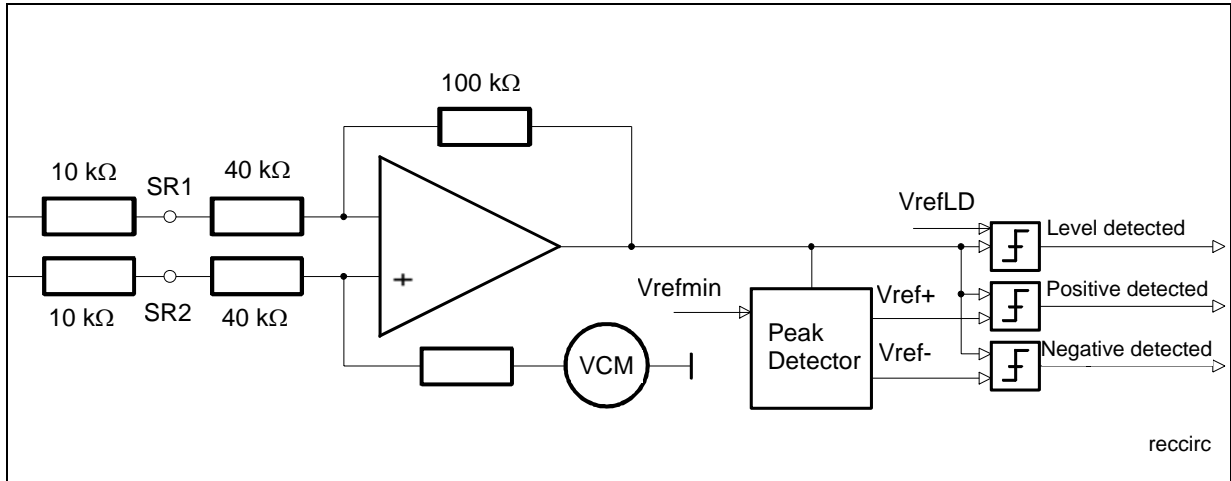 100 kΩ
10 kΩ
SR1
40 kΩ
10 kΩ
SR2
40 kΩ
+
VCM
VrefLD
Level detected
Vrefmin
Vref+
Positive detected
Peak
Detector
Vref-
Negative detected
reccirc